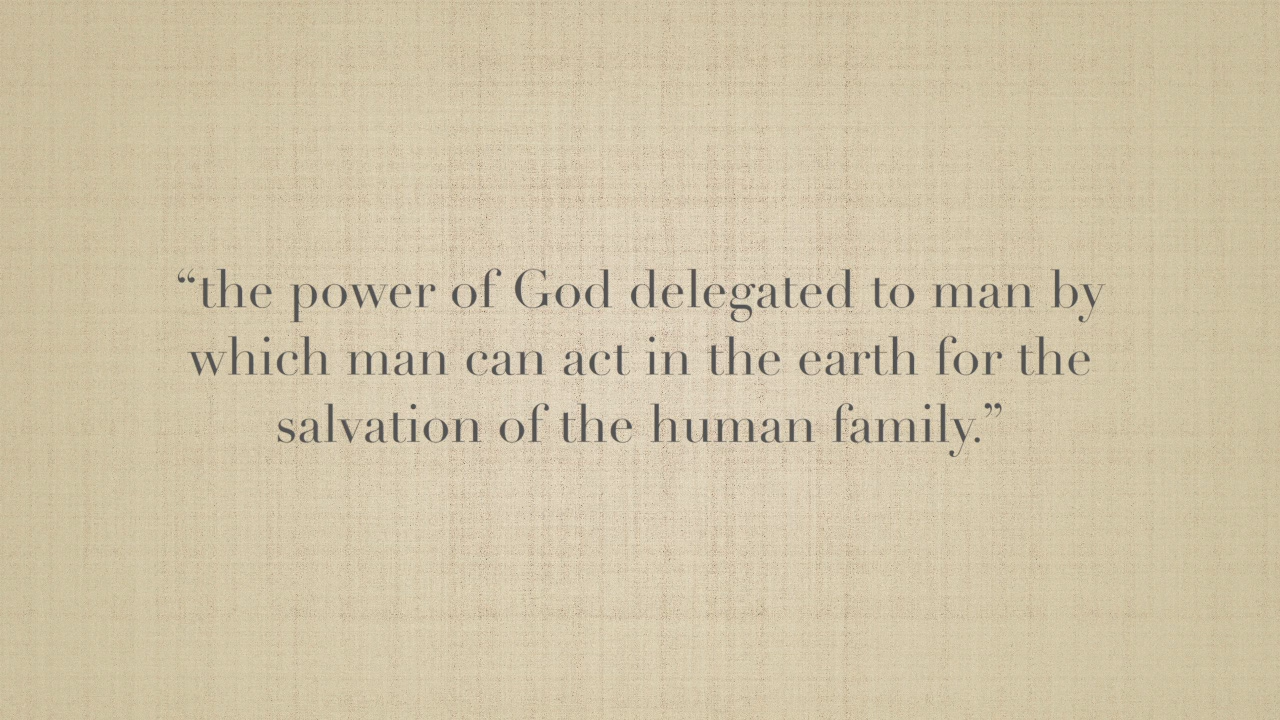 “the power of God delegated to man by
which man can act in the earth for the
salvation of the human family.”